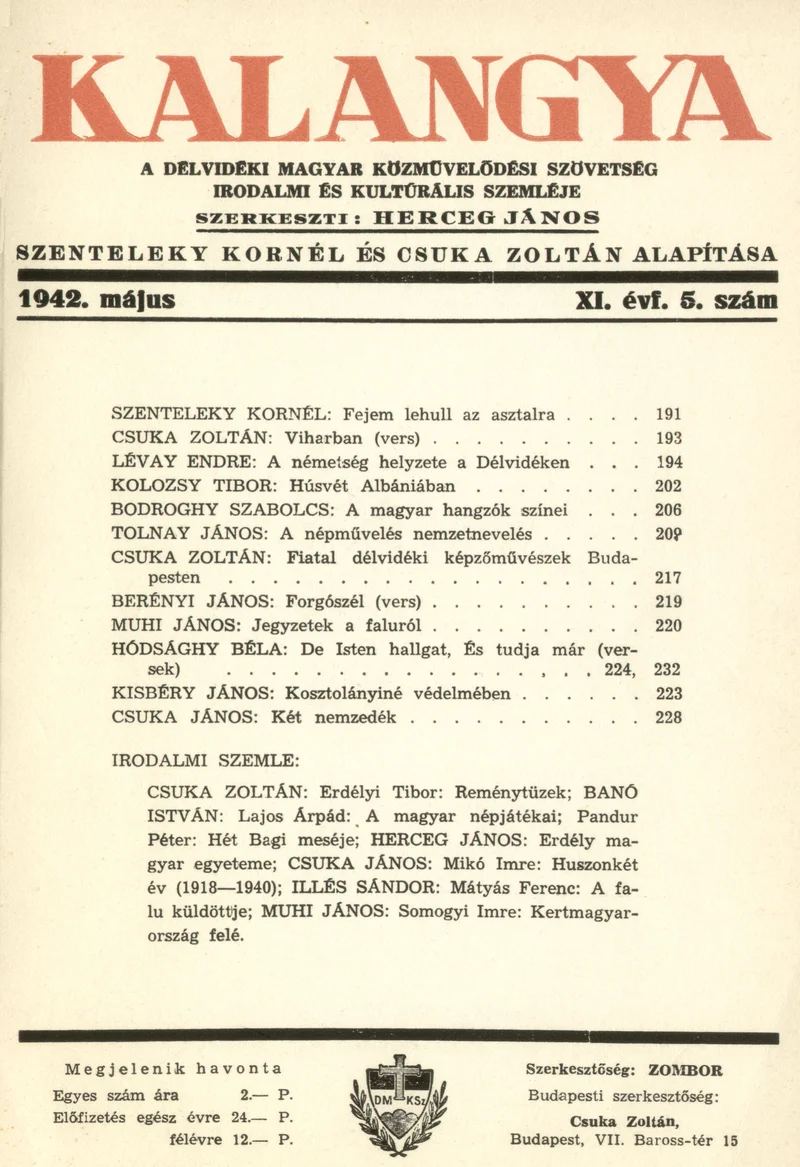 KALANGYA
A DÉLVIDÉKI MAGYAR KÖZMŰVELŐDÉSI SZÖVETSÉG
IRODALMI ÉS KULTÚRÁLIS SZEMLÉJE
SZERKESZTI: HERCEG JÁNOS
SZENTELEKY KORNÉL ÉS CSUKA ZOLTÁN ALAPÍTÁSA
1942. május XI. évf. 5. szám
SZENTELEKY KORNÉL: Fejem lehull az asztalra . . . . 191
CSUKA ZOLTÁN: Viharban (vers) . . . . . . . . . . 193
LÉVAY ENDRE: A németség helyzete a Délvidéken . . . 194
KOLOZSY TIBOR: Húsvét Albániában . . . . . . . . 202
BODROGHY SZABOLCS: A magyar hangzók színei . . . 206
TOLNAY JÁNOS: A népművelés nemzetnevelés . . . . . 209
CSUKA ZOLTÁN: Fiatal délvidéki képzőművészek Buda-
pesten . . . . . . . . . . . . . . . . . . . 217
BERÉNYI JÁNOS: Forgószél (vers) . . . . . . . . . . 219
MUHI JÁNOS: Jegyzetek a faluról . . . . . . . . . . 220
HÓDSÁGHY BÉLA: De Isten hallgat, És tudja már (ver-
sek) . . . . . . . . . . . . . . . , . . 224, 232
KISBÉRY JÁNOS: Kosztolányiné védelmében . . . . . . 223
CSUKA JÁNOS: Két nemzedék . . . . . . . . . . . 228
IRODALMI SZEMLE:
CSUKA ZOLTÁN: Erdélyi Tibor: Reménytüzek; BANÓ
ISTVÁN: Lajos Árpád: A magyar népjátékai; Pandur
Péter: Hét Bagi meséje; HERCEG JÁNOS: Erdély ma-
gyar egyeteme; CSUKA JÁNOS: Mikó Imre: Huszonkét
év (1918—1940); ILLÉS SÁNDOR: Mátyás Ferenc: A fa-
lu küldöttje; MUHI JÁNOS: Somogyi Imre: Kertmagyar-
ország felé.
Megjelenik havonta
Egyes szám ára 2.— P.
Előfizetés egész évre 24.— P.
félévre 12.— P.
DM KSz
Szerkesztőség: ZOMBOR
Budapesti szerkesztőség:
Csuka Zoltán,
Budapest, VII. Baross-tér 15